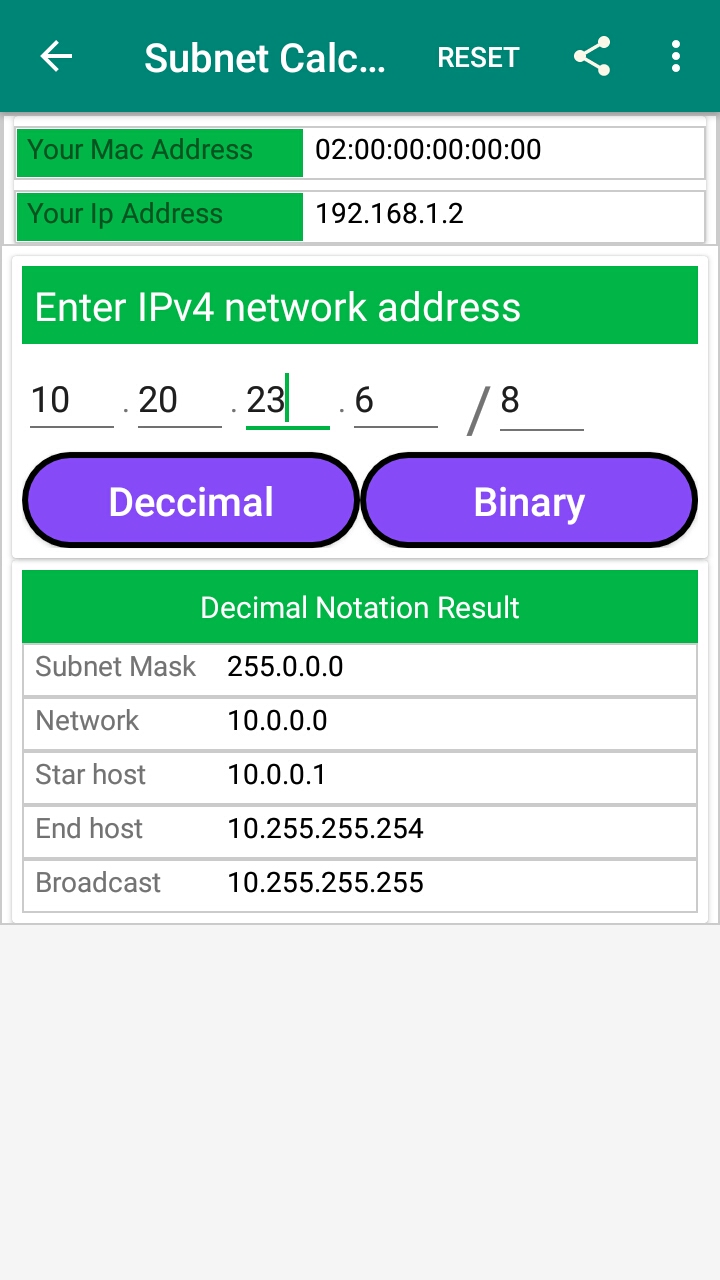 Subnet Calc... RESET
Your Mac Address 02:00:00:00:00:00
Your Ip Address 192.168.1.2
Enter IPv4 network address
10 . 20 . 23 . 6 / 8
Deccimal Binary
Decimal Notation Result
Subnet Mask 255.0.0.0
Network 10.0.0.0
Star host 10.0.0.1
End host 10.255.255.254
Broadcast 10.255.255.255